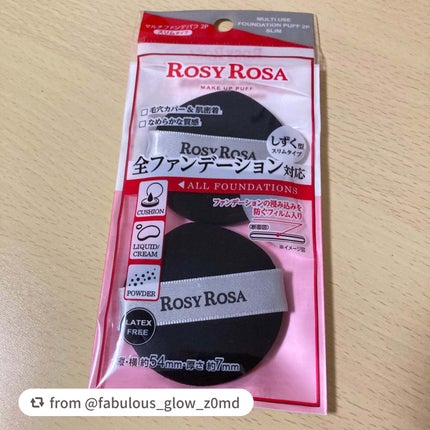 マルチファンデパフ 2P
スリムタイプ
MULTI USE
FOUNDATION PUFF 2P
SLIM
ROSY ROSA
MAKE UP PUFF
毛穴カバー&肌密着
なめらかな質感
しずく型
スリムタイプ
ROSY ROSA
全ファンデーション対応
ALL FOUNDATIONS
CUSHION
ファンデーションの浸み込みを
防ぐフィルム入り
〈断面図〉
※イメージ図
LIQUID/
CREAM
POWDER
ROSY ROSA
LATEX
FREE
縦・横 約54mm・厚さ 約7mm
from @fabulous_glow_z0md